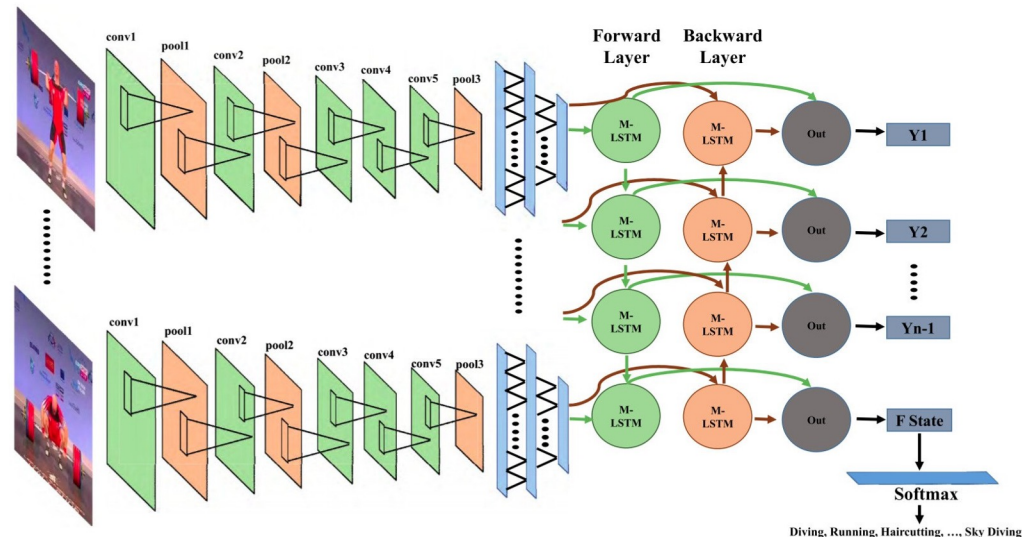 conv1
pool1
conv2
pool2
conv3
conv4
conv5
pool3
Forward
Layer
Backward
Layer
M-
LSTM
M-
LSTM
Out
Y1
M-
LSTM
M-
LSTM
Out
Y2
M-
LSTM
M-
LSTM
Out
Yn-1
conv1
pool1
conv2
pool2
conv3
conv4
conv5
pool3
M-
LSTM
M-
LSTM
Out
F State
Softmax
Diving, Running, Haircutting, ..., Sky Diving